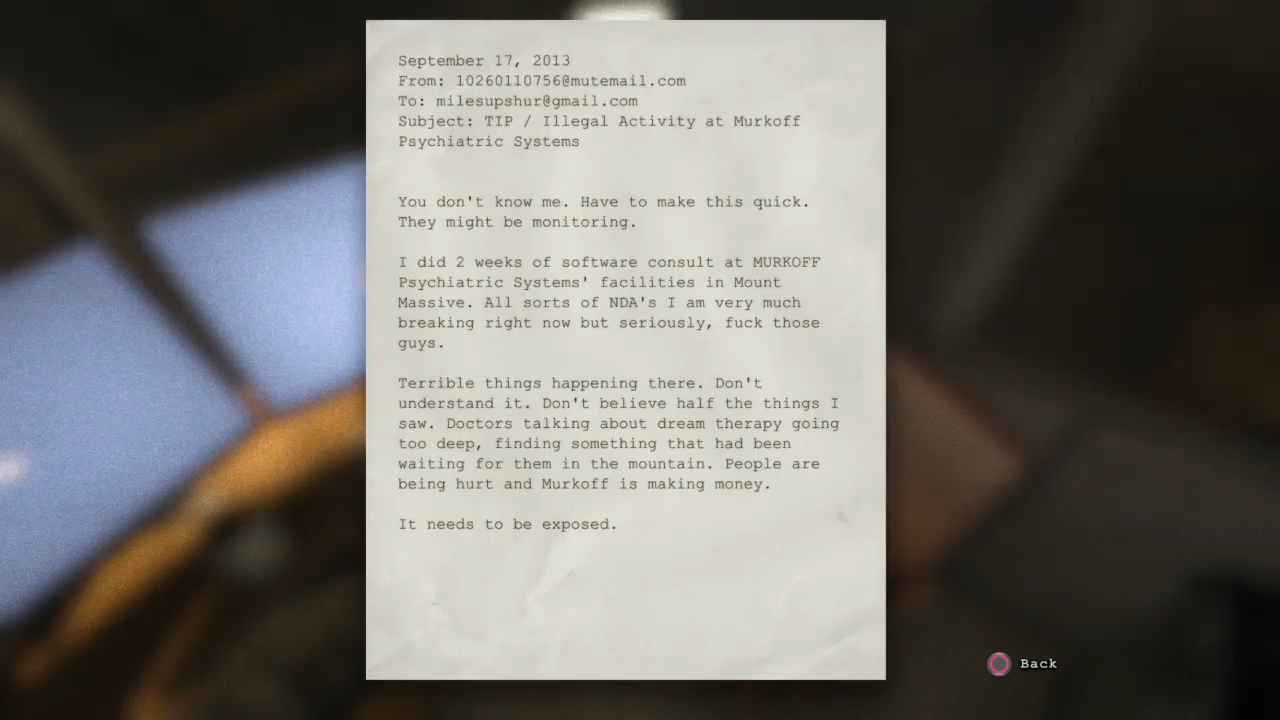 September 17, 2013
From: 10260110756@mutemail.com
To: milesupshur@gmail.com
Subject: TIP / Illegal Activity at Murkoff
Psychiatric Systems
You don't know me. Have to make this quick.
They might be monitoring.
I did 2 weeks of software consult at MURKOFF
Psychiatric Systems' facilities in Mount
Massive. All sorts of NDA's I am very much
breaking right now but seriously, fuck those
guys.
Terrible things happening there. Don't
understand it. Don't believe half the things I
saw. Doctors talking about dream therapy going
too deep, finding something that had been
waiting for them in the mountain. People are
being hurt and Murkoff is making money.
It needs to be exposed.
Back